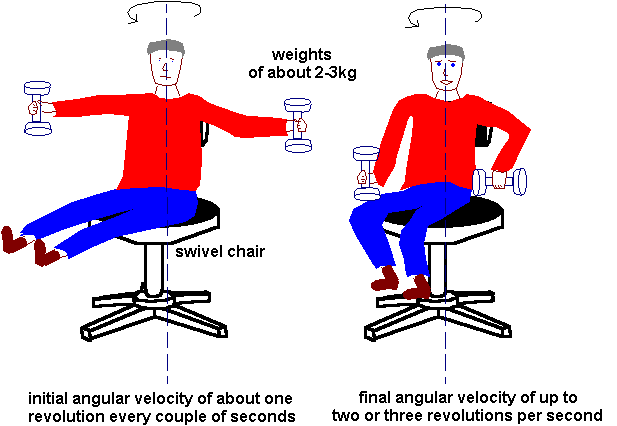 weights
of about 2-3kg
swivel chair
initial angular velocity of about one
revolution every couple of seconds
final angular velocity of up to
two or three revolutions per second